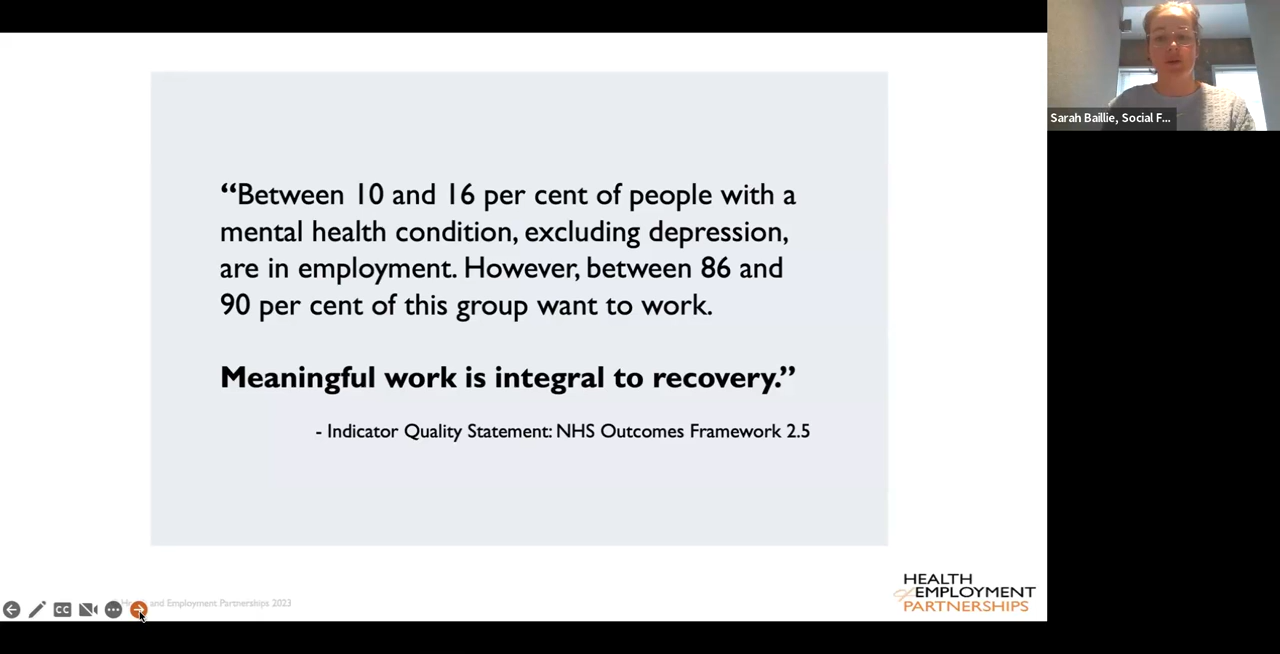 Sarah Baillie, Social F...
“Between 10 and 16 per cent of people with a
mental health condition, excluding depression,
are in employment. However, between 86 and
90 per cent of this group want to work.
Meaningful work is integral to recovery.”
- Indicator Quality Statement: NHS Outcomes Framework 2.5
CC
and Employment Partnerships 2023
HEALTH
of EMPLOYMENT
PARTNERSHIPS